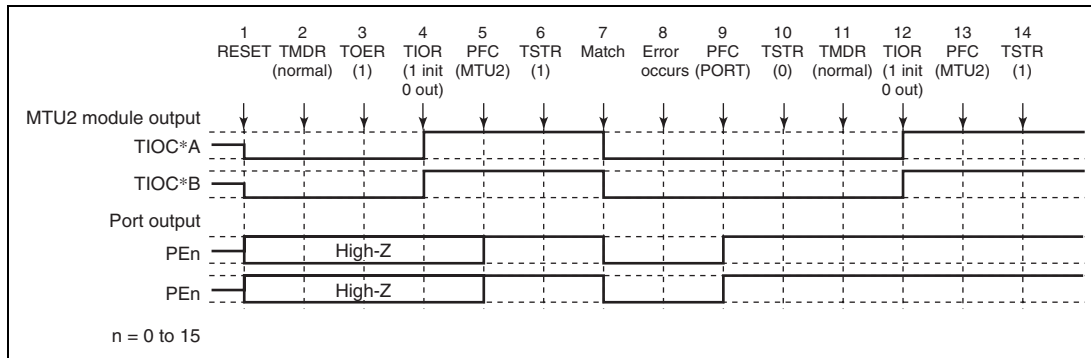 1 2 3 4 5 6 7 8 9 10 11 12 13 14
RESET TMDR TOER TIOR PFC TSTR Match Error PFC TSTR TMDR TIOR PFC TSTR
(normal) (1) (1 init (MTU2) (1) occurs (PORT) (0) (normal) (1 init (MTU2) (1)
0 out) 0 out)
MTU2 module output
TIOC*A
TIOC*B
Port output
PEn High-Z
PEn High-Z
n = 0 to 15